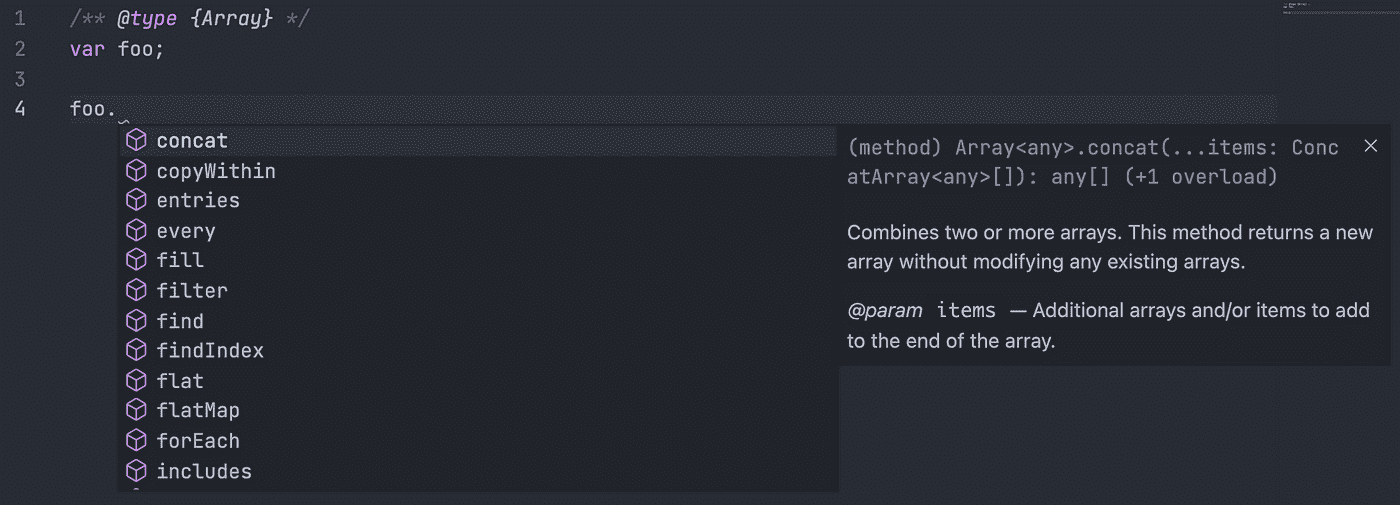 1 /** @type {Array} */
2 var foo;
3
4 foo.
concat
copyWithin
entries
every
fill
filter
find
findIndex
flat
flatMap
forEach
includes
(method) Array<any>.concat(...items: Conc
atArray<any>[]): any[] (+1 overload)
Combines two or more arrays. This method returns a new
array without modifying any existing arrays.
@param items — Additional arrays and/or items to add
to the end of the array.